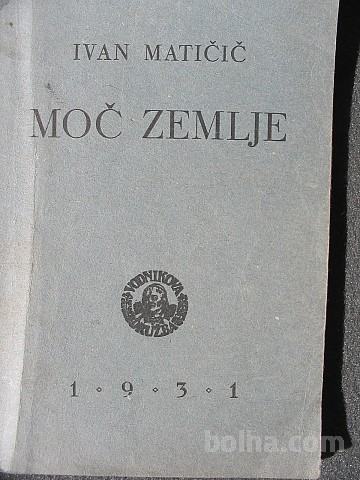 IVAN MATIČIČ
MOČ ZEMLJE
VODNIKOVA
DRUŽBA
1 • 9 • 3 • 1
bolha.com